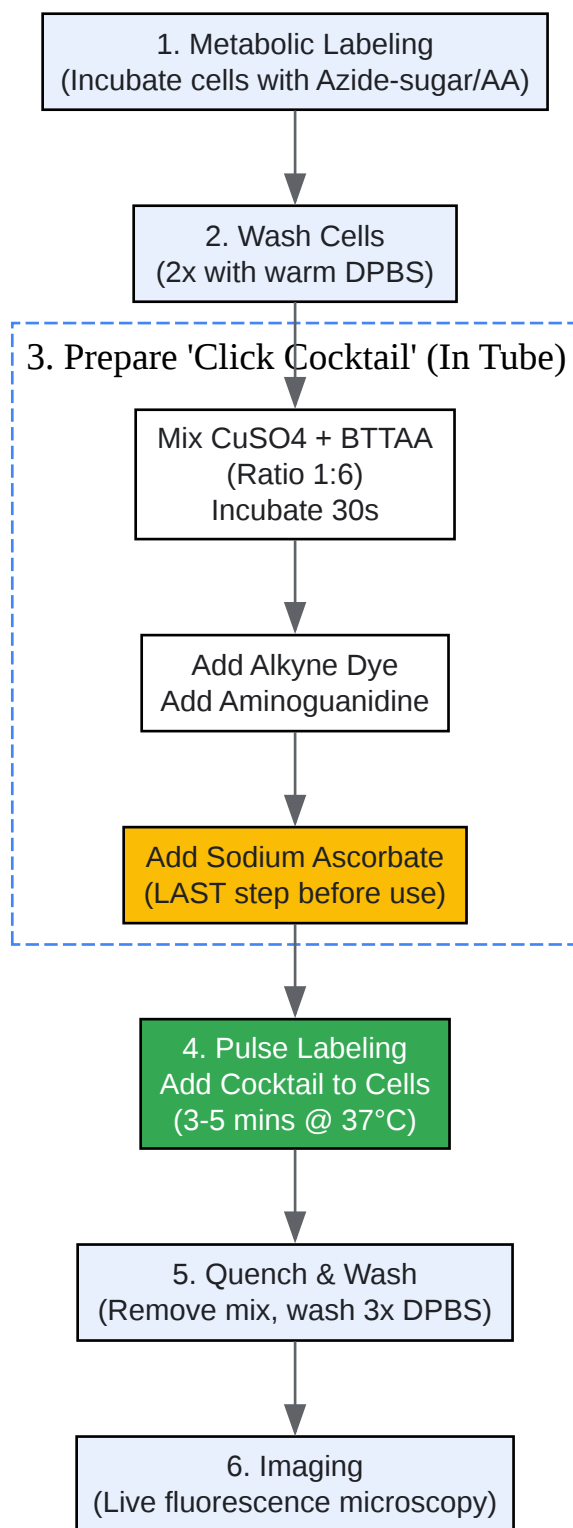 1. Metabolic Labeling
(Incubate cells with Azide-sugar/AA)
2. Wash Cells
(2x with warm DPBS)
3. Prepare 'Click Cocktail' (In Tube)
Mix CuSO4 + BTTAA
(Ratio 1:6)
Incubate 30s
Add Alkyne Dye
Add Aminoguanidine
Add Sodium Ascorbate
(LAST step before use)
4. Pulse Labeling
Add Cocktail to Cells
(3-5 mins @ 37°C)
5. Quench & Wash
(Remove mix, wash 3x DPBS)
6. Imaging
(Live fluorescence microscopy)